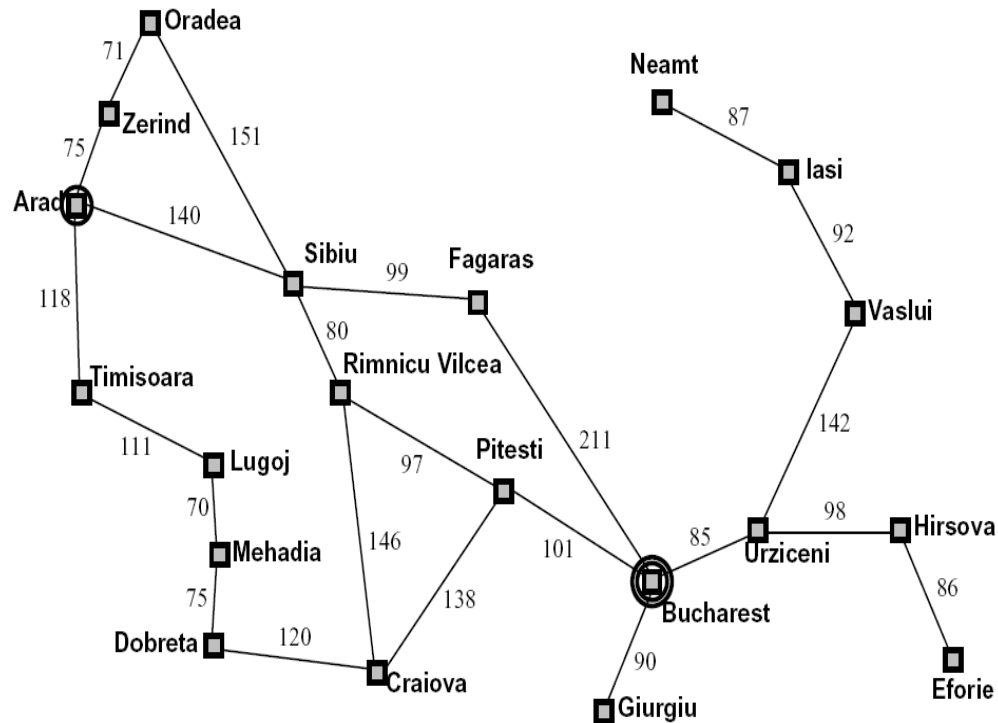 Oradea
71
Neamt
87
Zerind
151
Iasi
75
Arad
140
92
Sibiu
99
Fagaras
118
Vaslui
80
Timisoara
Rimnicu Vilcea
142
111
211
Lugoj
97
Pitesti
70
98
Hirsova
Mehadia
146
101
85
Urziceni
75
138
86
Bucharest
Dobreta
120
90
Craiova
Eforie
Giurgiu